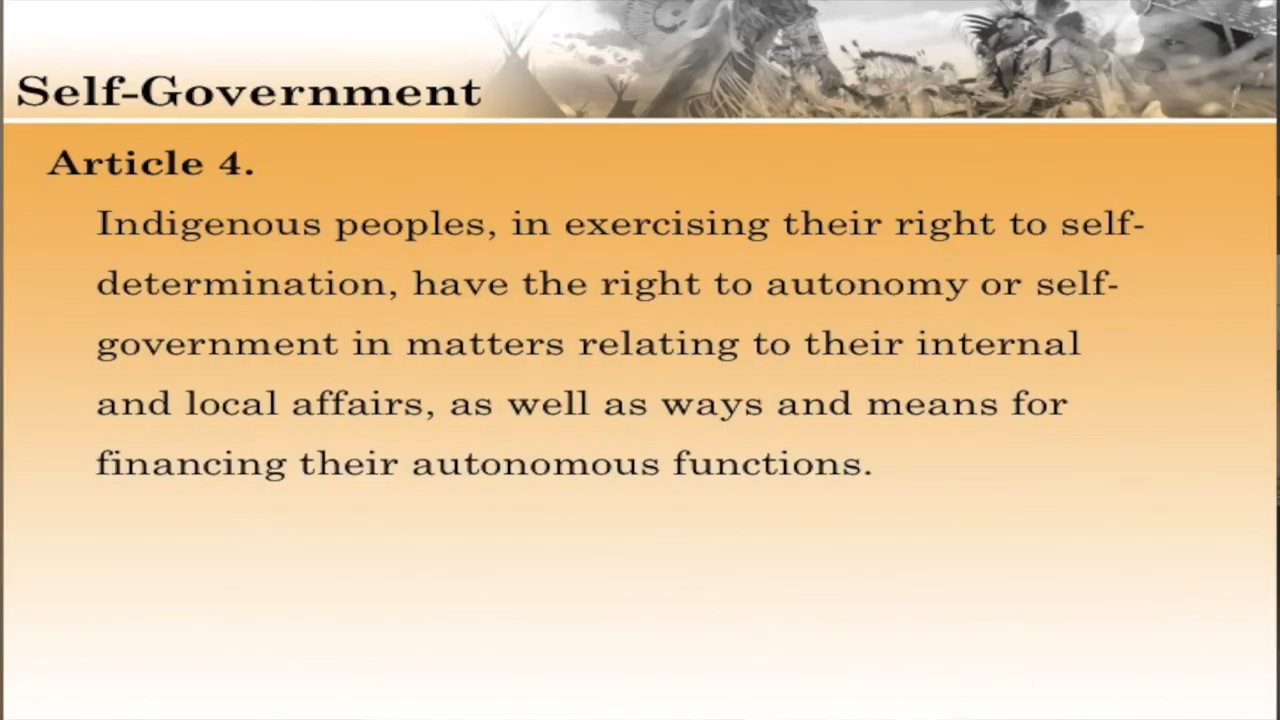 Self-Government
Article 4.
Indigenous peoples, in exercising their right to self-
determination, have the right to autonomy or self-
government in matters relating to their internal
and local affairs, as well as ways and means for
financing their autonomous functions.